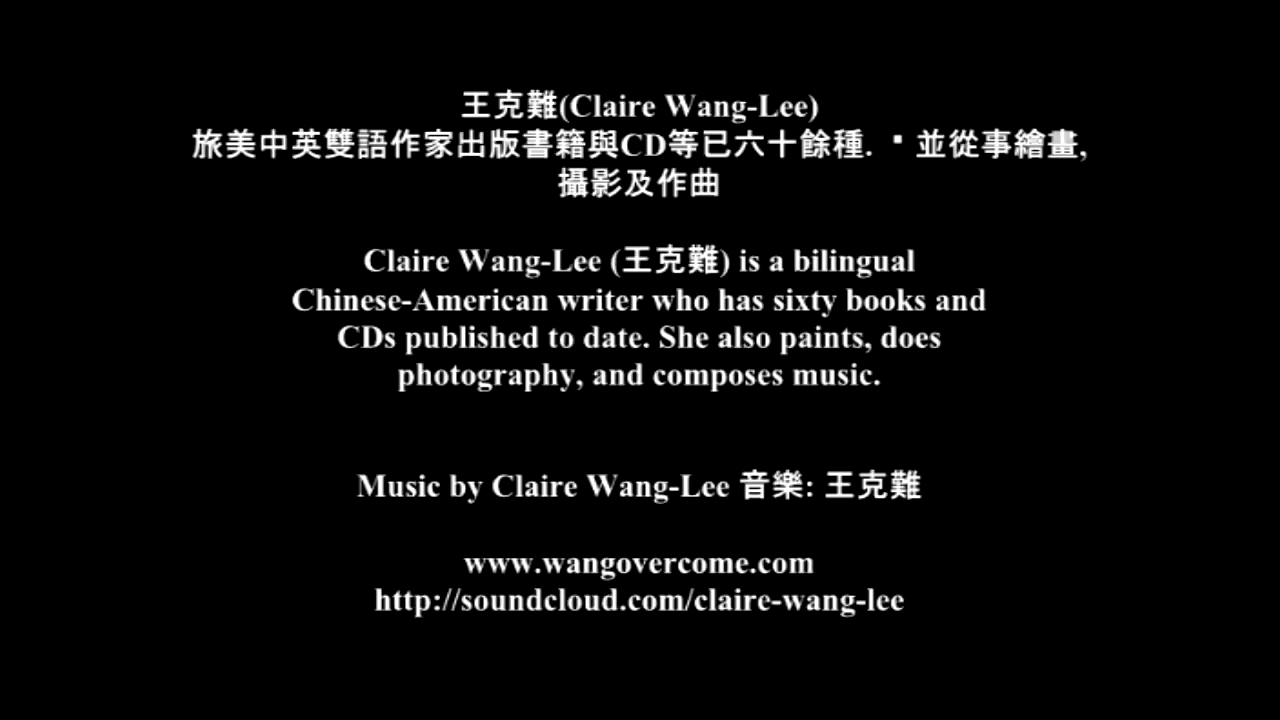 王克難(Claire Wang-Lee)
旅美中英雙語作家出版書籍與CD等已六十餘種. 並從事繪畫,
攝影及作曲
Claire Wang-Lee (王克難) is a bilingual
Chinese-American writer who has sixty books and
CDs published to date. She also paints, does
photography, and composes music.
Music by Claire Wang-Lee 音樂: 王克難
www.wangovercome.com
http://soundcloud.com/claire-wang-lee